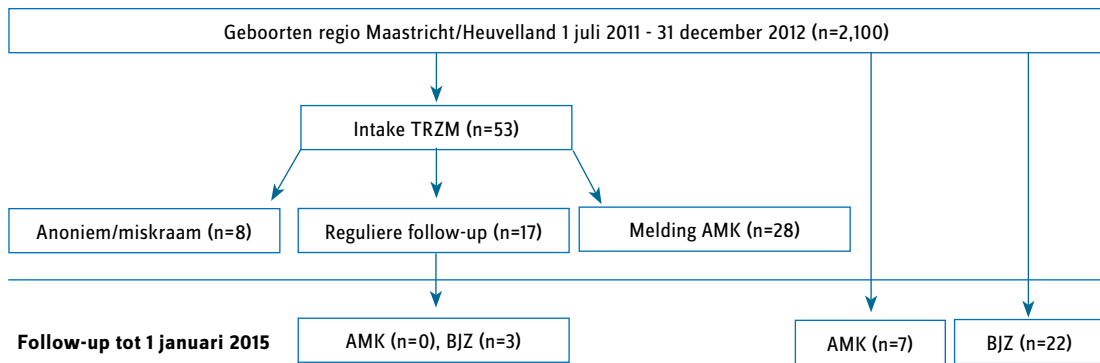 Geboorten regio Maastricht/Heuvelland 1 juli 2011 - 31 december 2012 (n=2,100)
Intake TRZM (n=53)
Anoniem/miskraam (n=8)
Reguliere follow-up (n=17)
Melding AMK (n=28)
Follow-up tot 1 januari 2015
AMK (n=0), BJZ (n=3)
AMK (n=7)
BJZ (n=22)